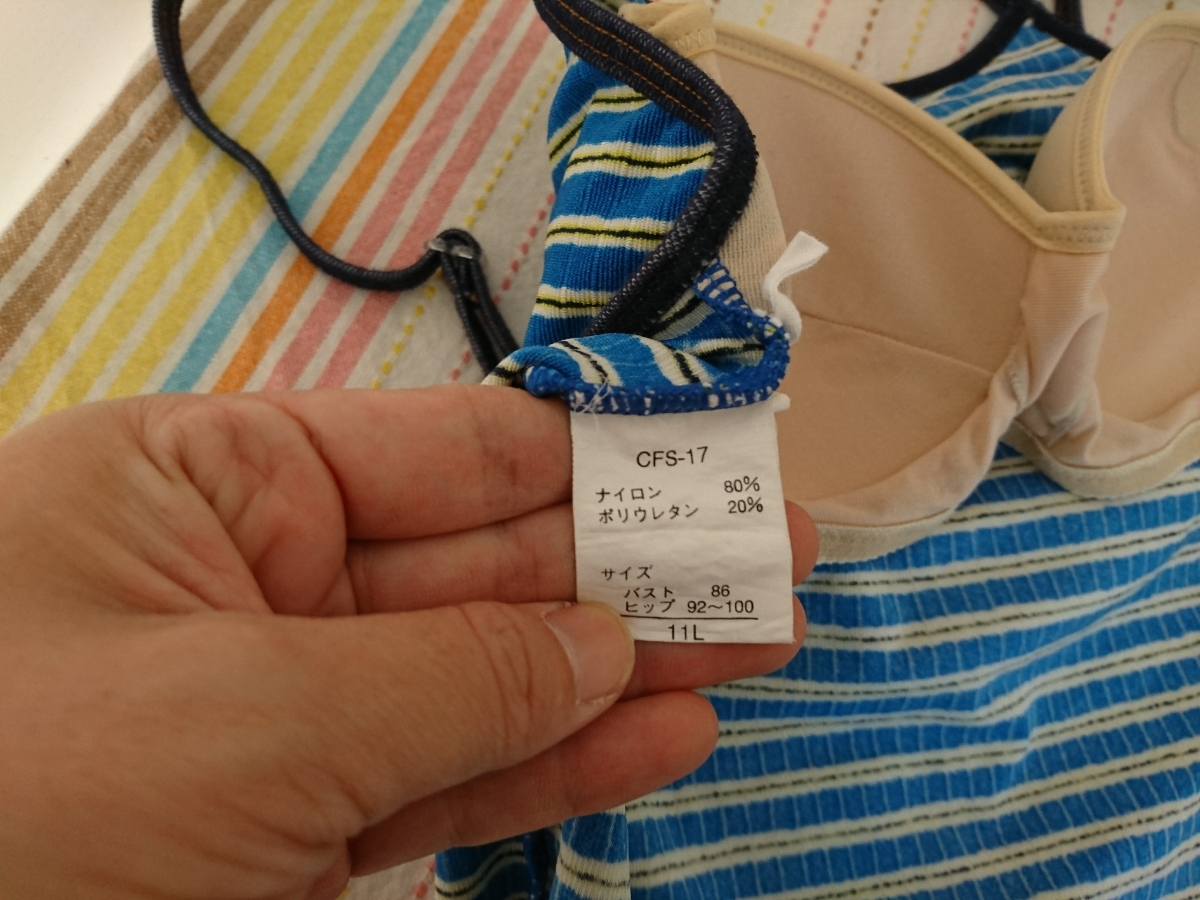 CFS-17
ナイロン 80%
ポリウレタン 20%
サイズ
バスト 86
ヒップ 92〜100
11L